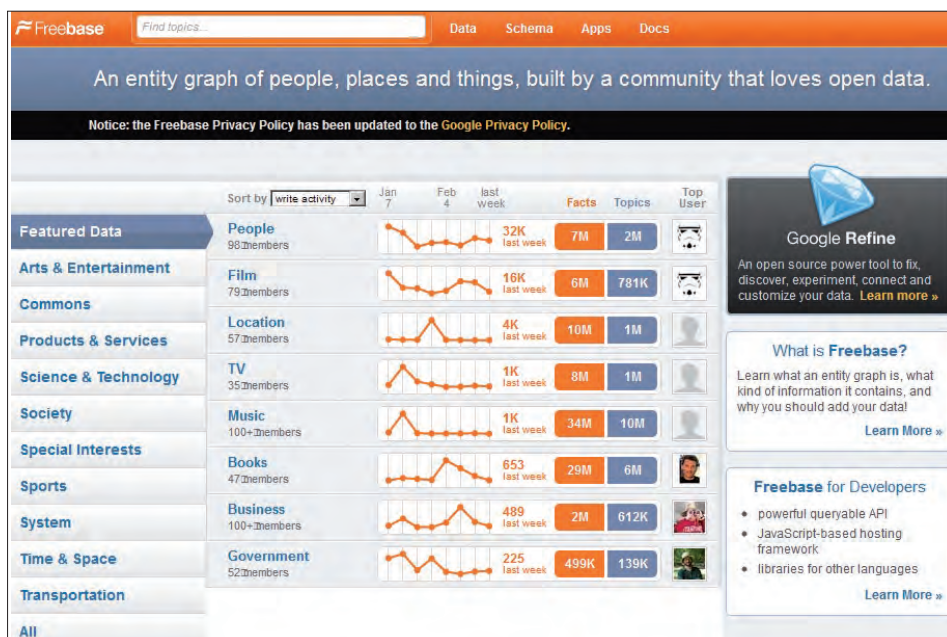 Freebase
Find topics...
Data Schema Apps Docs
An entity graph of people, places and things, built by a community that loves open data.
Notice: the Freebase Privacy Policy has been updated to the Google Privacy Policy.
Sort by write activity
Jan 7 Feb 4 last week Facts Topics Top User
Featured Data
Arts & Entertainment
Commons
Products & Services
Science & Technology
Society
Special Interests
Sports
System
Time & Space
Transportation
All
People
98 members
32K last week 7M 2M
Film
79 members
16K last week 6M 781K
Location
57 members
4K last week 10M 1M
TV
35 members
1K last week 8M 1M
Music
100+ members
1K last week 34M 10M
Books
47 members
653 last week 29M 6M
Business
100+ members
489 last week 2M 612K
Government
52 members
225 last week 499K 139K
Google Refine
An open source power tool to fix,
discover, experiment, connect and
customize your data. Learn more »
What is Freebase?
Learn what an entity graph is, what
kind of information it contains, and
why you should add your data!
Learn More »
Freebase for Developers
• powerful queryable API
• JavaScript-based hosting
framework
• libraries for other languages
Learn More »